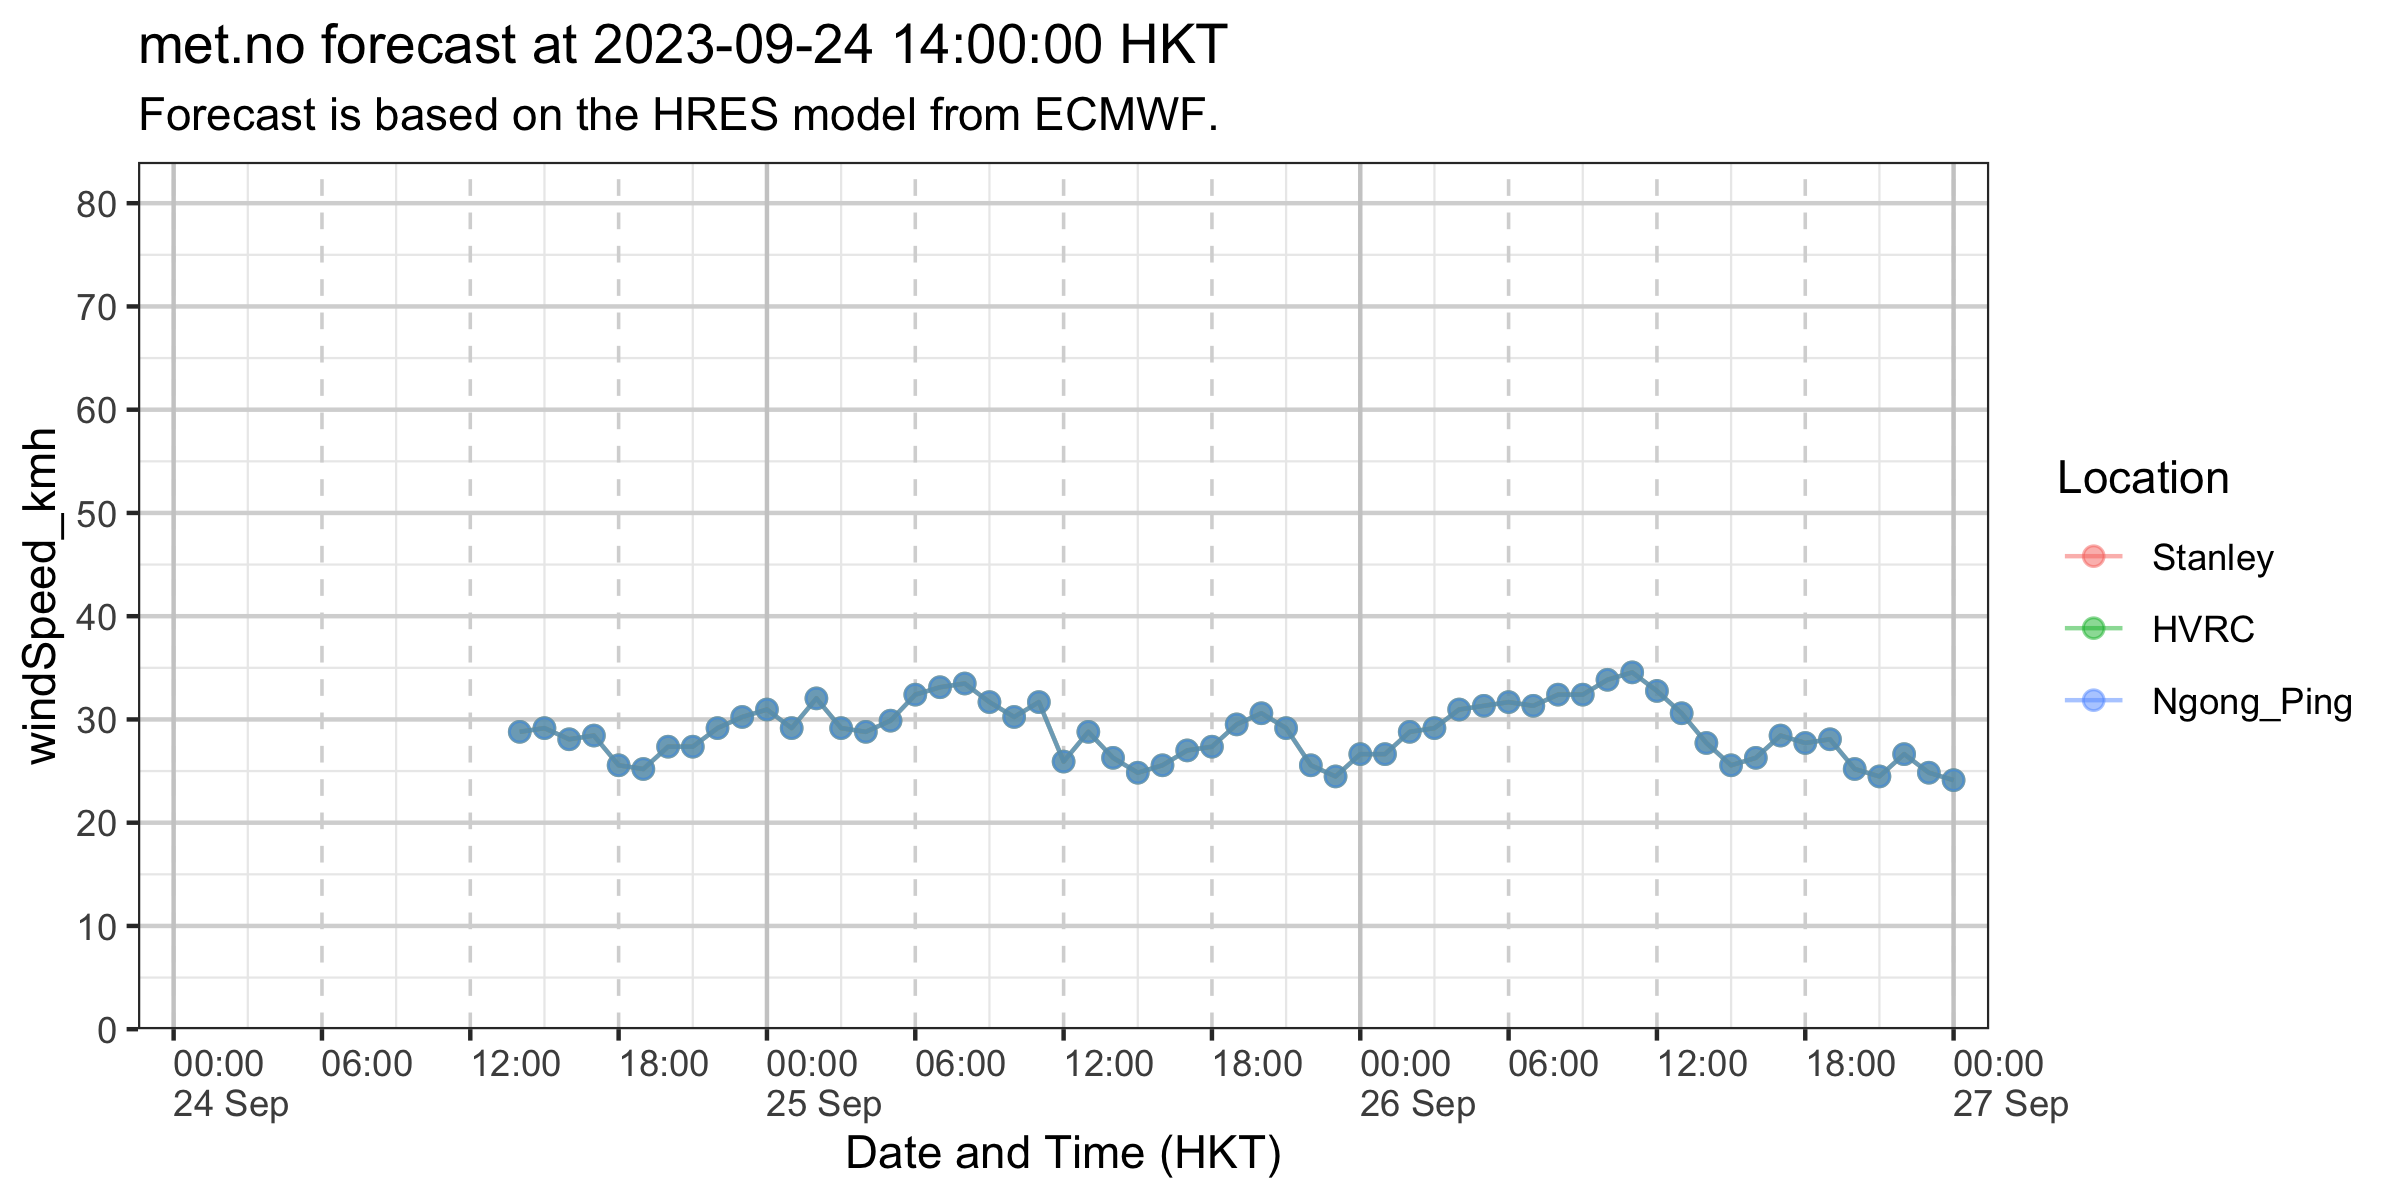 met.no forecast at 2023-09-24 14:00:00 HKT
Forecast is based on the HRES model from ECMWF.
windSpeed_kmh
80
70
60
50
40
30
20
10
0
00:00 06:00 12:00 18:00 00:00 06:00 12:00 18:00 00:00 06:00 12:00 18:00 00:00
24 Sep 25 Sep 26 Sep 27 Sep
Date and Time (HKT)
Location
Stanley
HVRC
Ngong_Ping